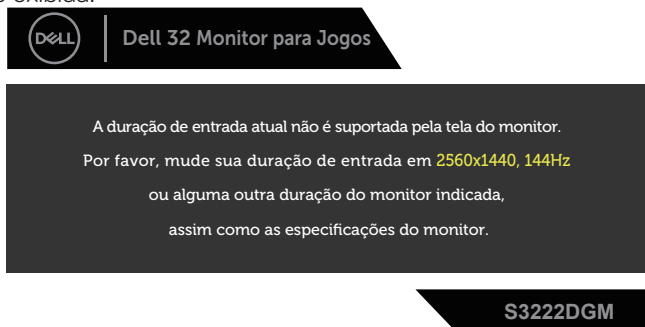 DELL
Dell 32 Monitor para Jogos
A duração de entrada atual não é suportada pela tela do monitor.
Por favor, mude sua duração de entrada em 2560x1440, 144Hz
ou alguma outra duração do monitor indicada,
assim como as especificações do monitor.
S3222DGM